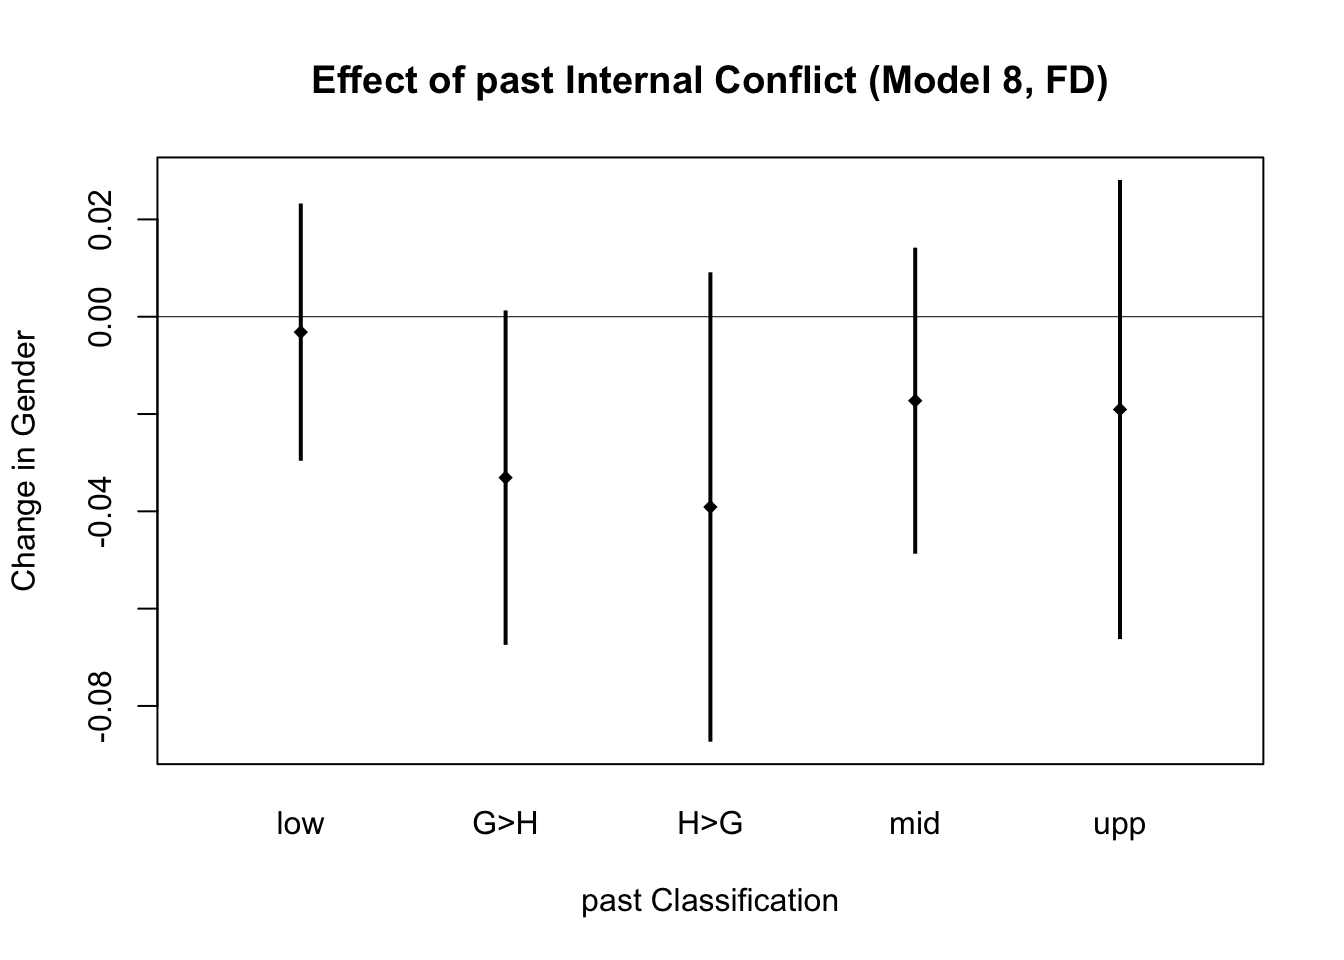 Effect of past Internal Conflict (Model 8, FD)
Change in Gender
0.02
0.00
-0.04
-0.08
low G>H H>G mid upp
past Classification